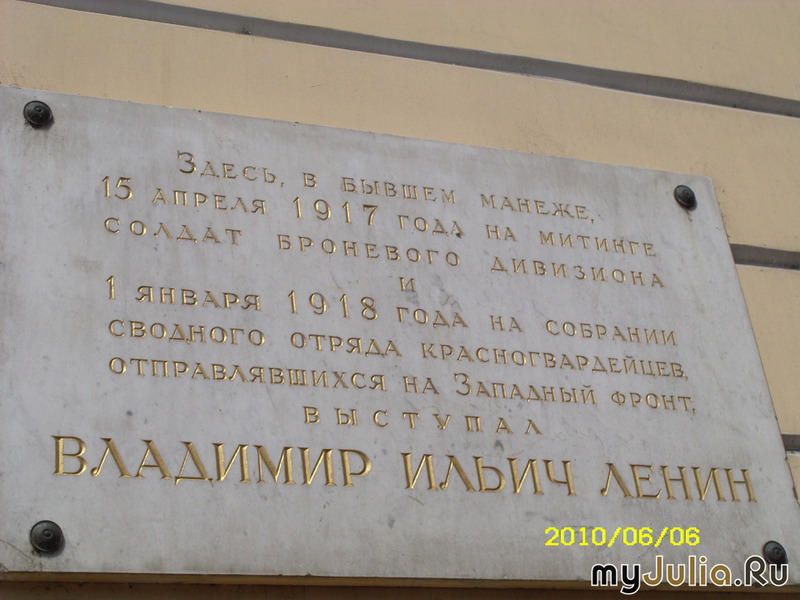 Здесь, в бывшем манеже,
15 апреля 1917 года на митинге
солдат броневого дивизиона
и
1 января 1918 года на собрании
сводного отряда красногвардейцев,
отправлявшихся на Западный фронт,
выступал
Владимир Ильич Ленин
2010/06/06
myJulia.Ru